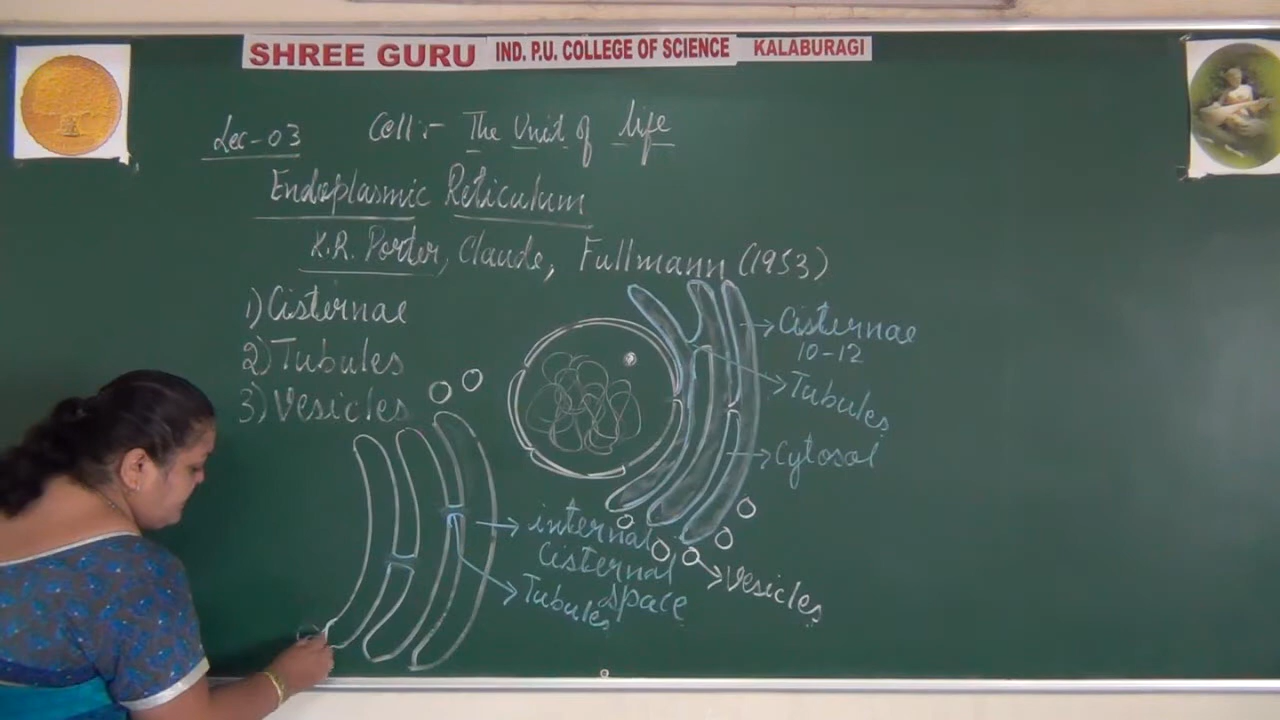 SHREE GURU IND. P.U. COLLEGE OF SCIENCE KALABURAGI
Lec-03 Cell:- The Unit of life
Endoplasmic Reticulum
K.R. Porter, Claude, Fullmann (1953)
1) Cisternae
2) Tubules
3) Vesicles
Cisternae
10-12
Tubules
Cytosol
Vesicles
internal
Cisternal
space
Tubules